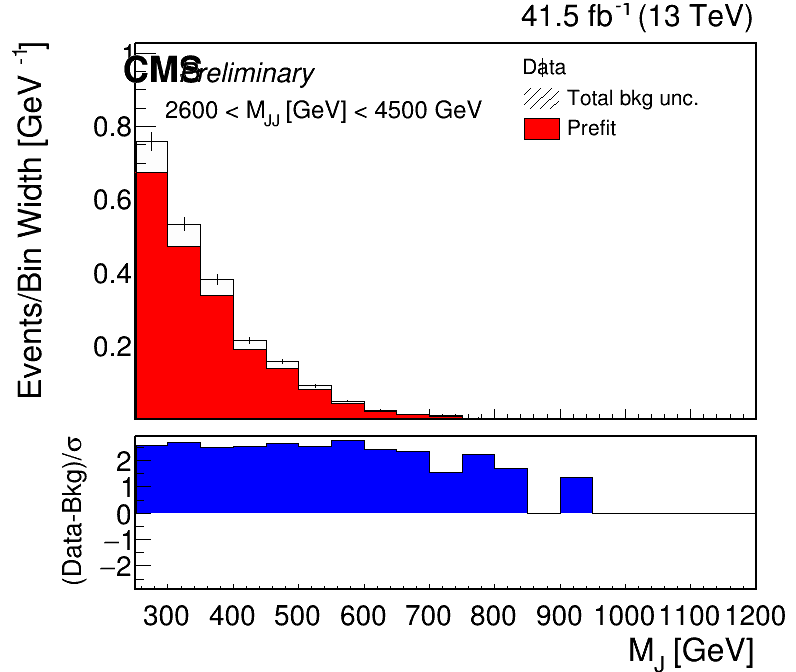 41.5 fb⁻¹ (13 TeV)
CMS Preliminary
2600 < M_JJ [GeV] < 4500 GeV
Data
Total bkg unc.
Prefit
Events/Bin Width [GeV⁻¹]
1
0.8
0.6
0.4
0.2
(Data-Bkg)/σ
2
1
0
−1
−2
300 400 500 600 700 800 900 1000 1100 1200
M_J [GeV]